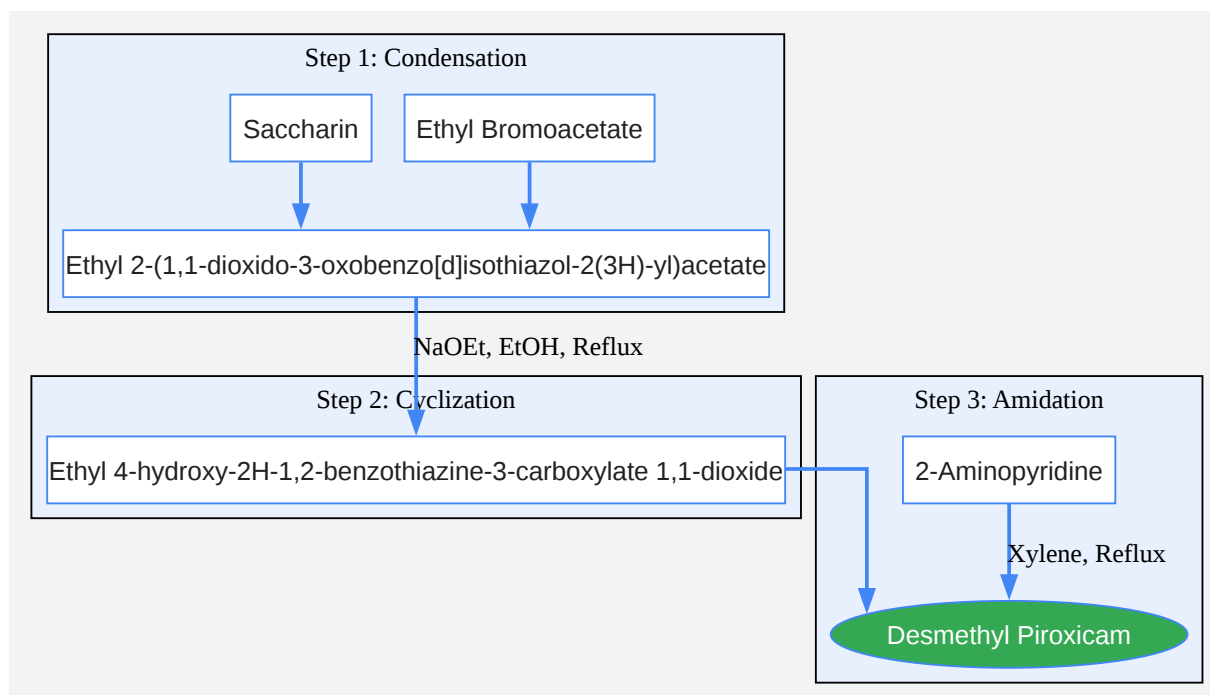 Step 1: Condensation
Saccharin
Ethyl Bromoacetate
Ethyl 2-(1,1-dioxido-3-oxobenzo[d]isothiazol-2(3H)-yl)acetate
NaOEt, EtOH, Reflux
Step 2: Cyclization
Ethyl 4-hydroxy-2H-1,2-benzothiazine-3-carboxylate 1,1-dioxide
Step 3: Amidation
2-Aminopyridine
Xylene, Reflux
Desmethyl Piroxicam